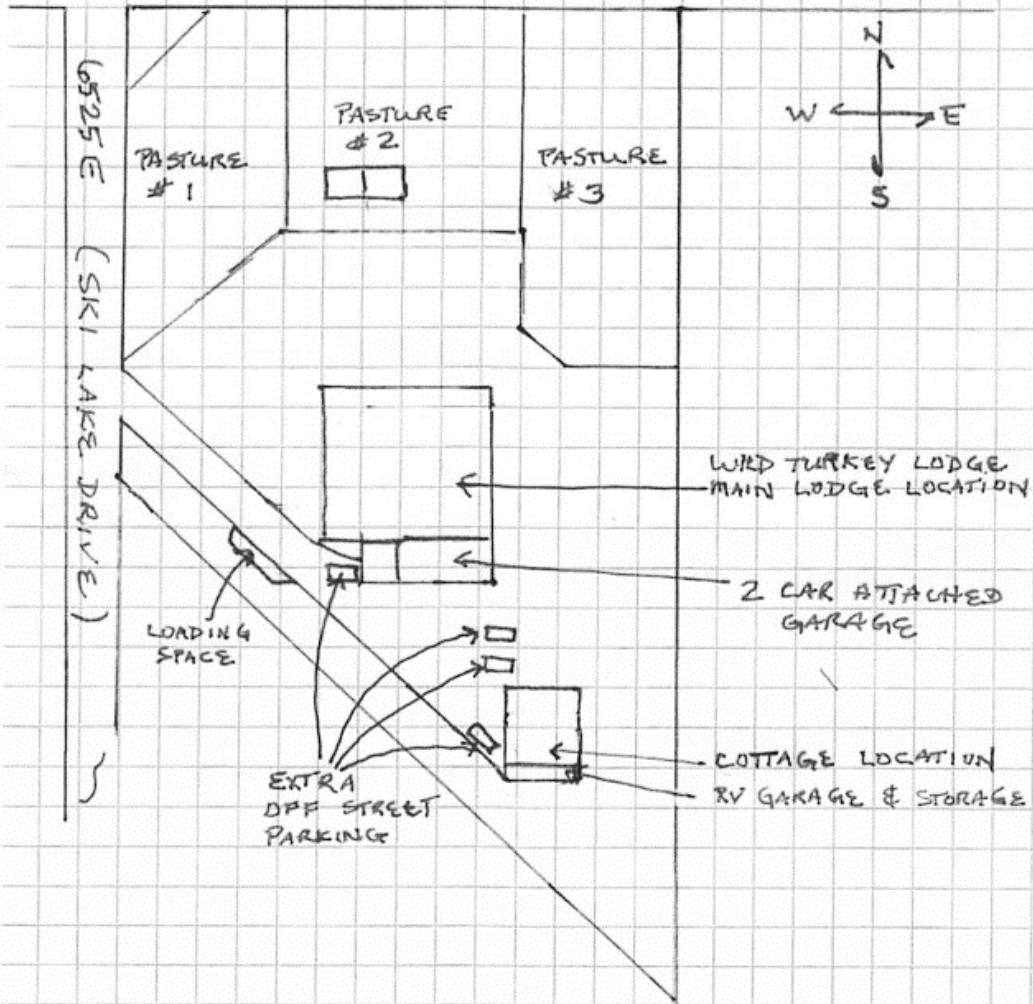 6525 E (SKI LAKE DRIVE)
PASTURE
# 1
PASTURE
# 2
PASTURE
# 3
N
W
E
S
WILD TURKEY LODGE
MAIN LODGE LOCATION
2 CAR ATTACHED
GARAGE
LOADING
SPACE
EXTRA
OFF STREET
PARKING
COTTAGE LOCATION
RV GARAGE & STORAGE